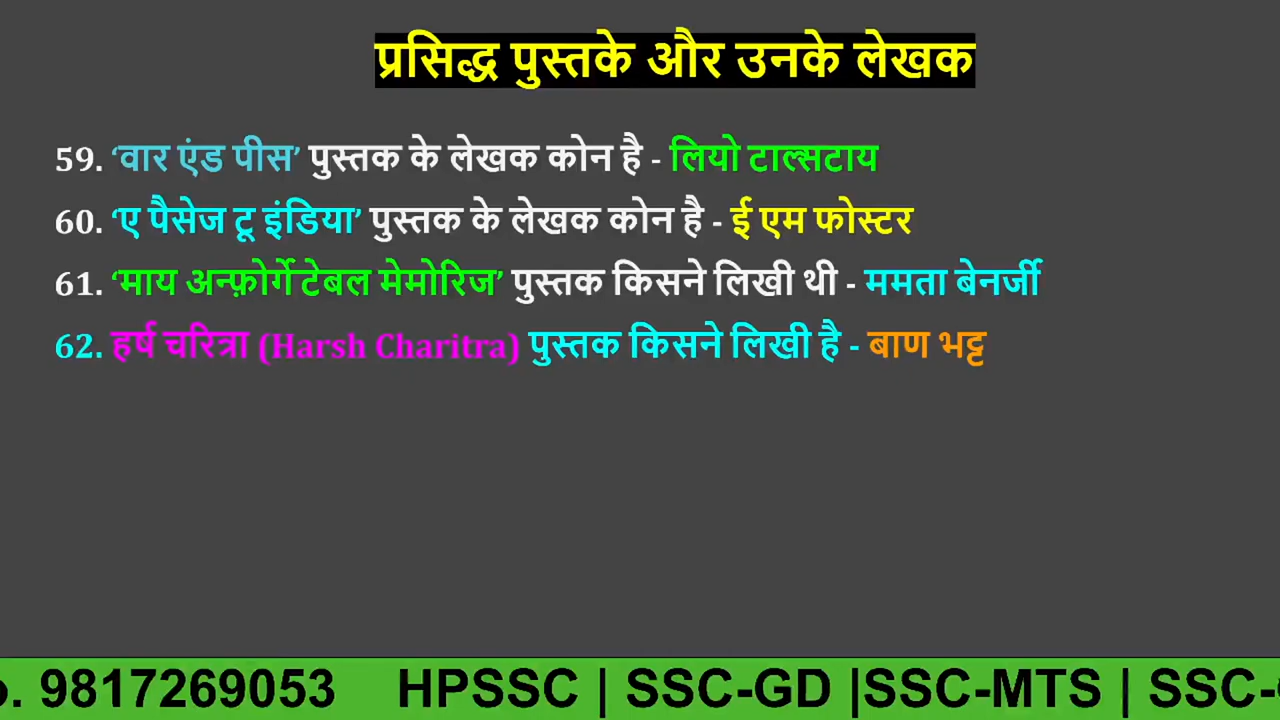 प्रसिद्ध पुस्तके और उनके लेखक
59. ‘वार एंड पीस’ पुस्तक के लेखक कोन है - लियो टाल्सटाय
60. ‘ए पैसेज टू इंडिया’ पुस्तक के लेखक कोन है - ई एम फोस्टर
61. ‘माय अन्फ़ोर्गेटेबल मेमोरिज’ पुस्तक किसने लिखी थी - ममता बेनर्जी
62. हर्ष चरित्रा (Harsh Charitra) पुस्तक किसने लिखी है - बाण भट्ट
o. 9817269053 HPSSC | SSC-GD |SSC-MTS | SSC-